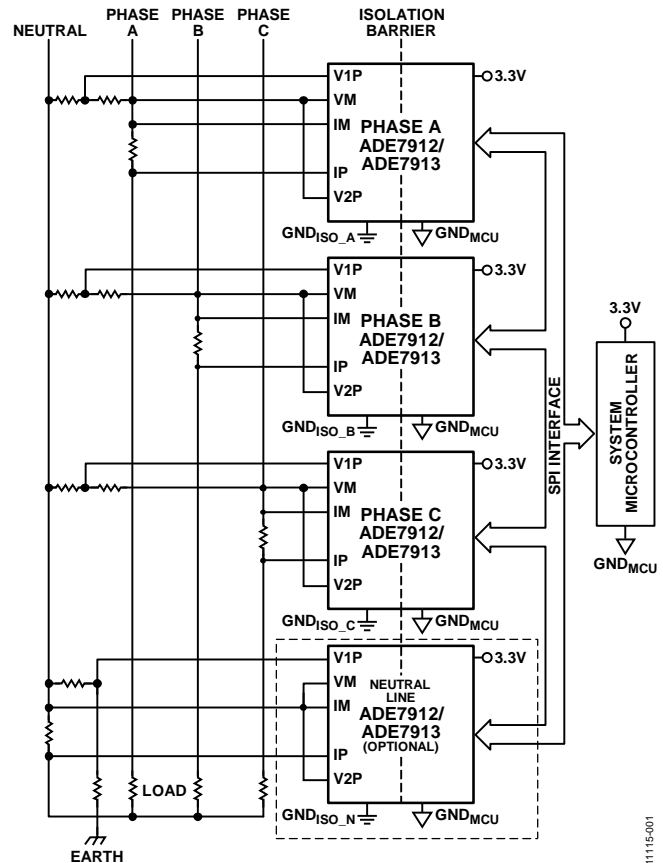 NEUTRAL
PHASE
A
PHASE
B
PHASE
C
ISOLATION
BARRIER
V1P
VM
IM
IP
V2P
PHASE A
ADE7912/
ADE7913
3.3V
GNDISO_A
GNDMCU
V1P
VM
IM
IP
V2P
PHASE B
ADE7912/
ADE7913
3.3V
GNDISO_B
GNDMCU
V1P
VM
IM
IP
V2P
PHASE C
ADE7912/
ADE7913
3.3V
GNDISO_C
GNDMCU
V1P
VM
IM
IP
V2P
NEUTRAL
LINE
ADE7912/
ADE7913
(OPTIONAL)
3.3V
GNDISO_N
GNDMCU
LOAD
EARTH
SPI INTERFACE
3.3V
SYSTEM
MICROCONTROLLER
GNDMCU
11115-001